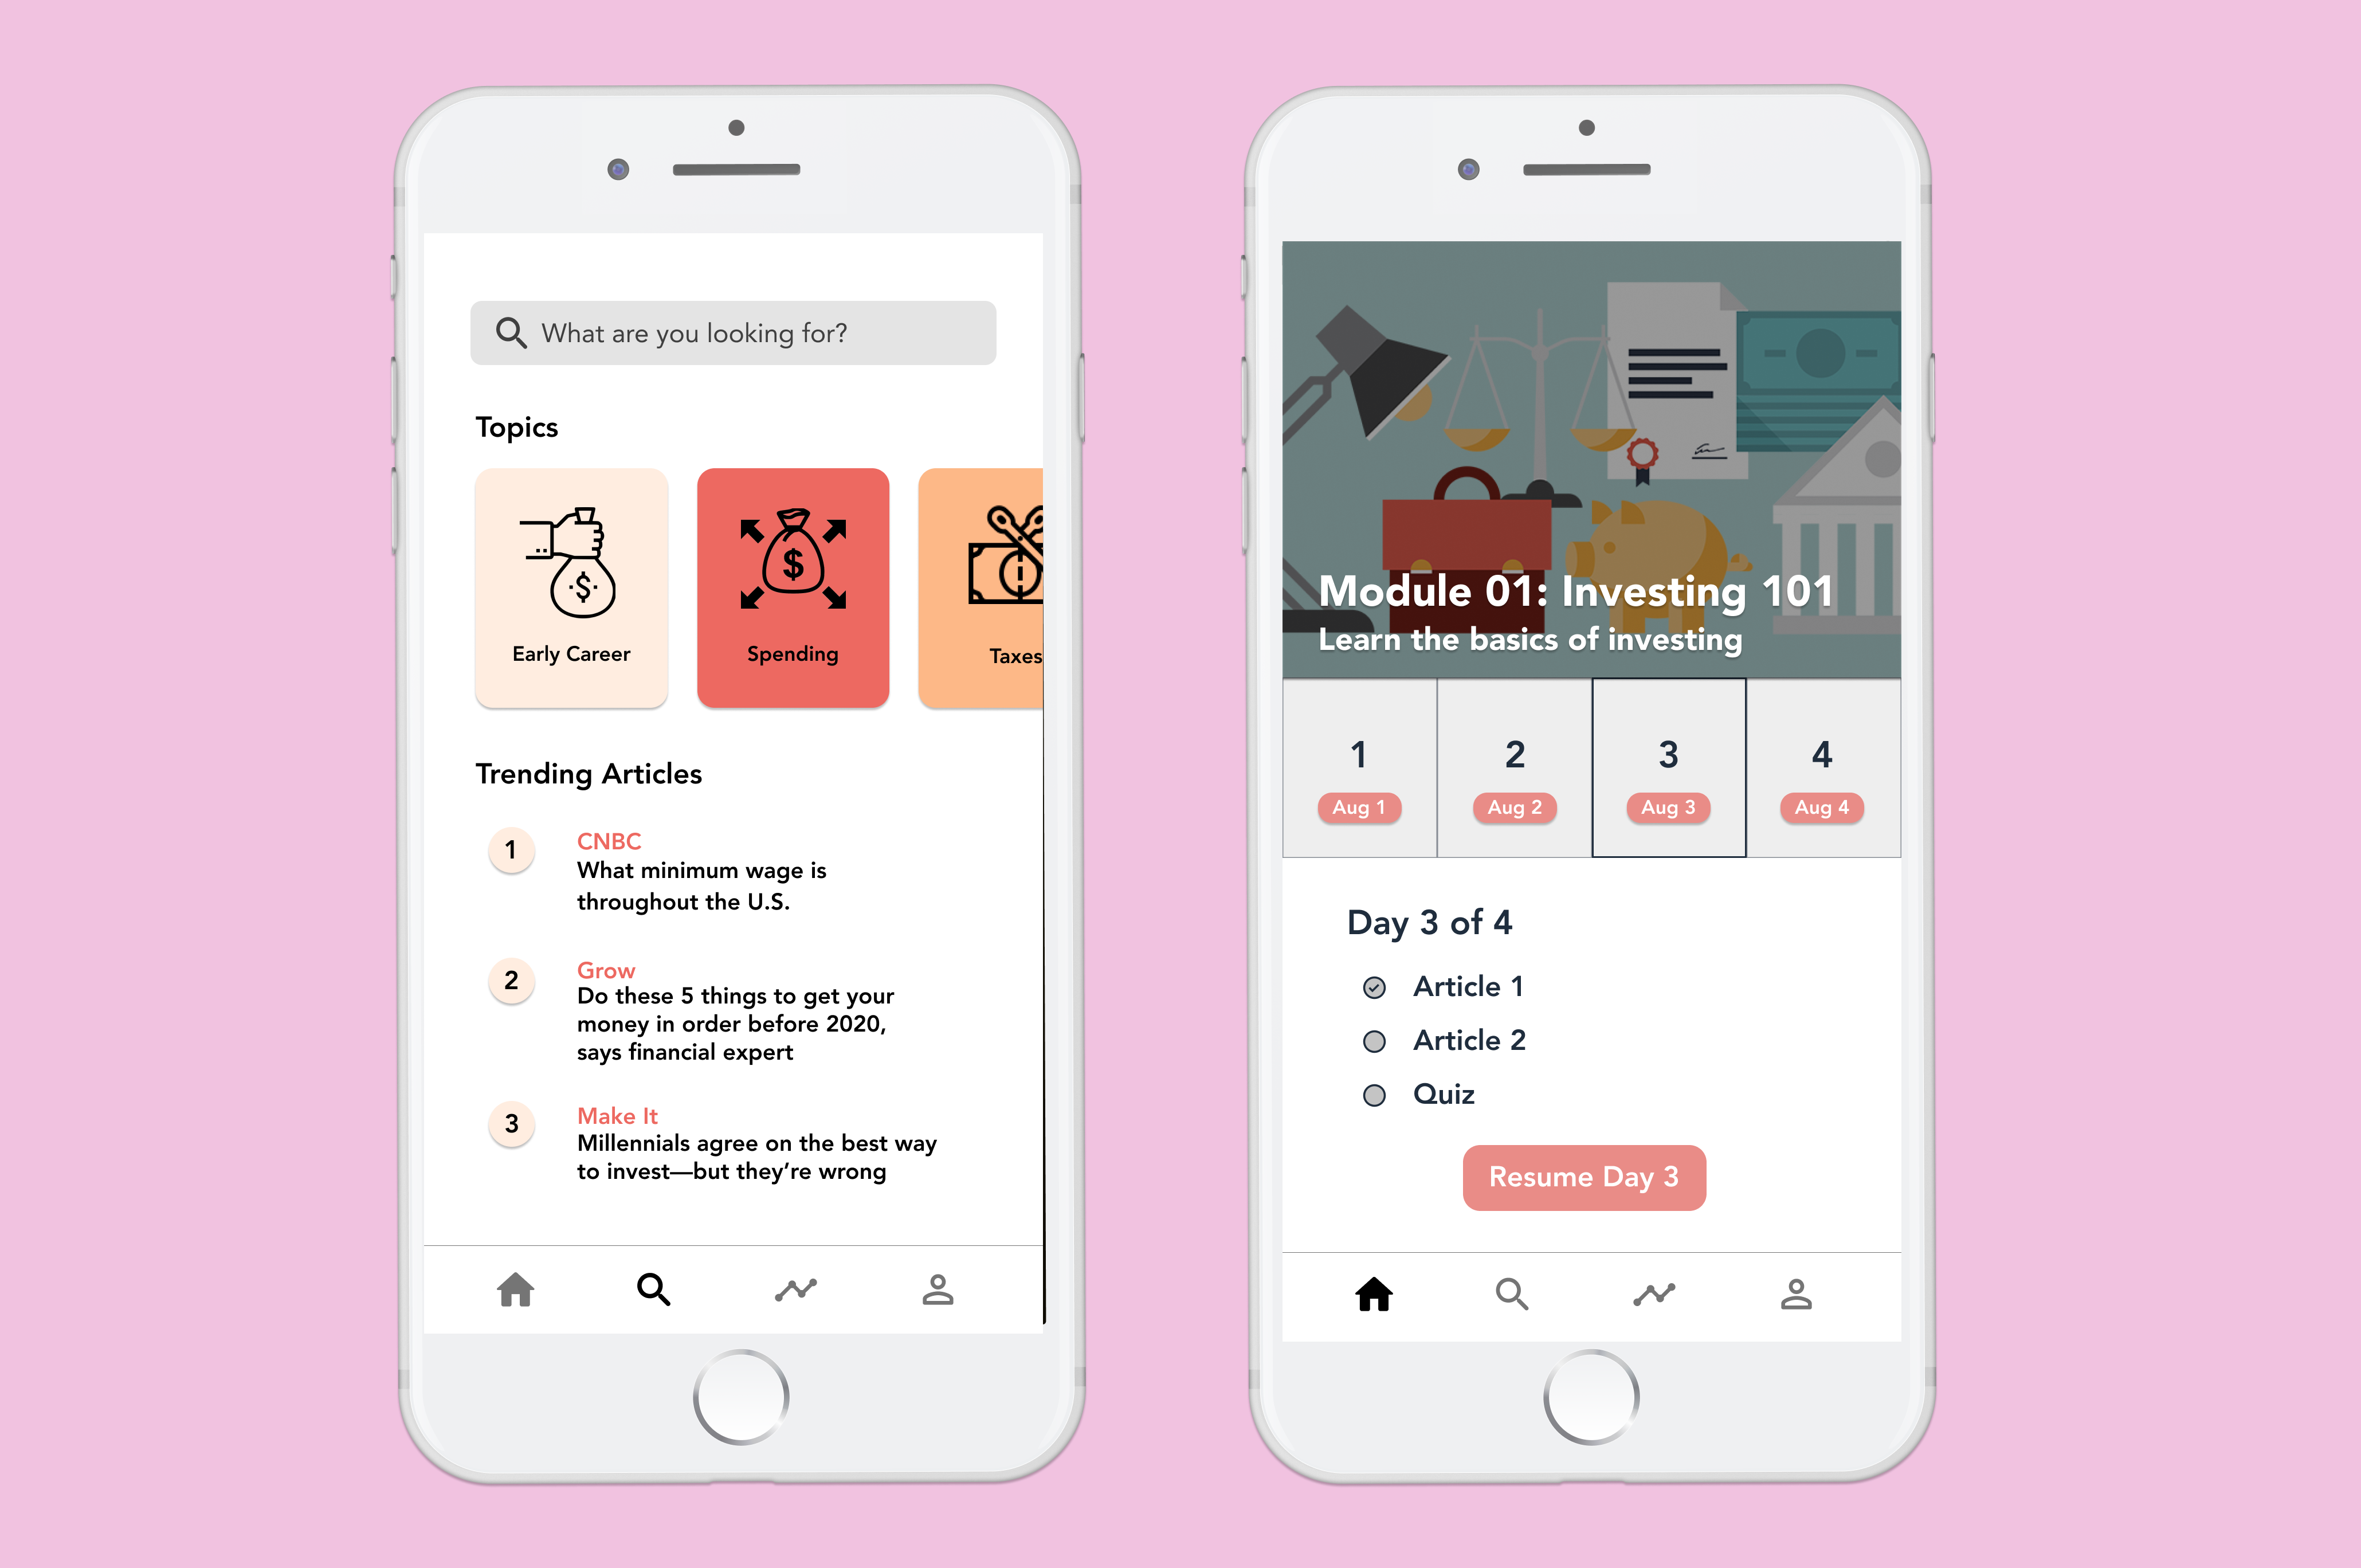 What are you looking for?
Topics
$
$
Early Career
Spending
Taxes
Trending Articles
1
CNBC
What minimum wage is
throughout the U.S.
2
Grow
Do these 5 things to get your
money in order before 2020,
says financial expert
3
Make It
Millennials agree on the best way
to invest—but they’re wrong
Module 01: Investing 101
Learn the basics of investing
1
2
3
4
Aug 1
Aug 2
Aug 3
Aug 4
Day 3 of 4
Article 1
Article 2
Quiz
Resume Day 3